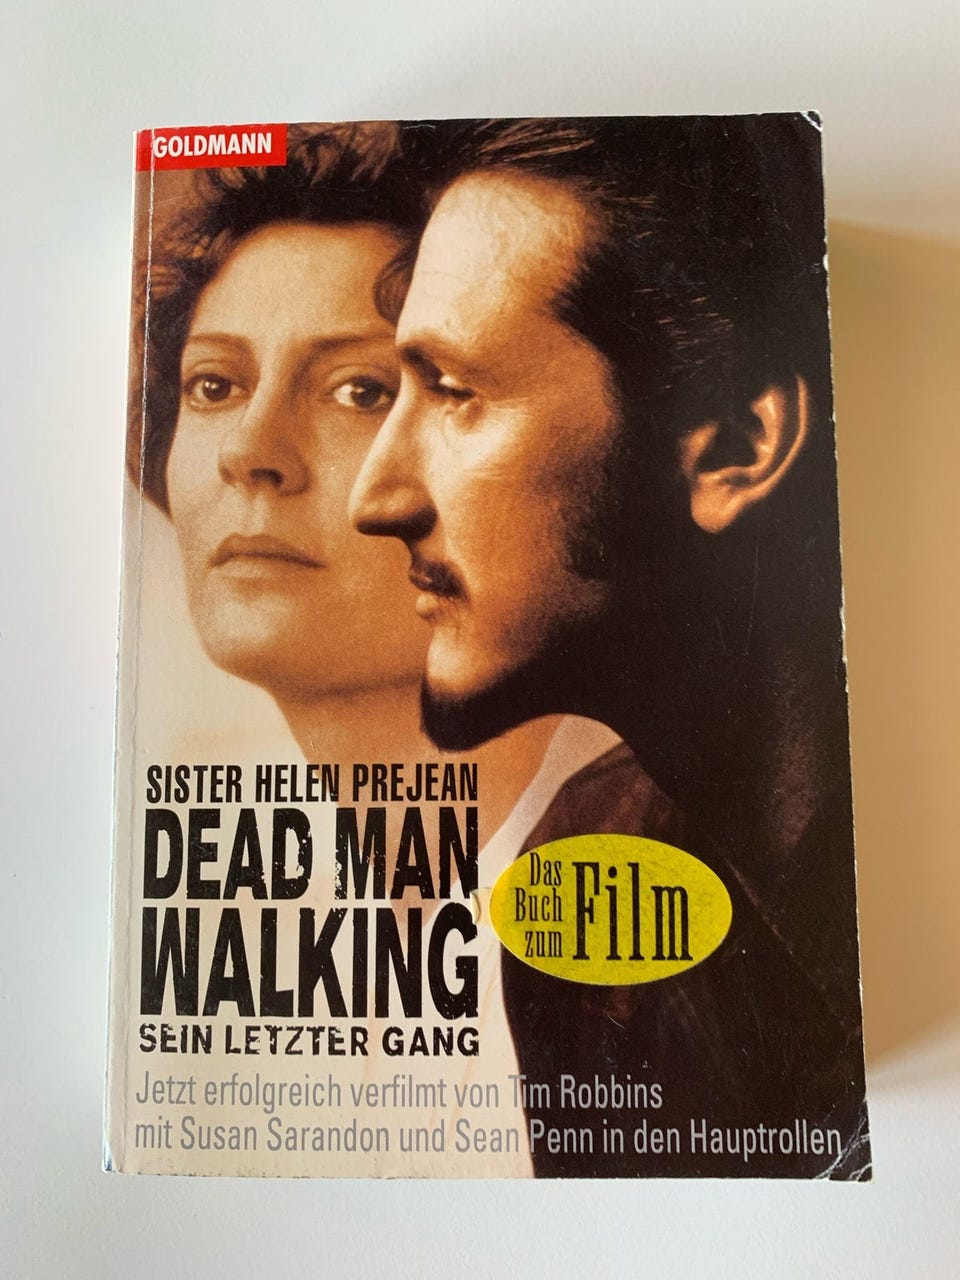 GOLDMANN
SISTER HELEN PREJEAN
DEAD MAN
WALKING
SEIN LETZTER GANG
Das
Buch
zum
Film
Jetzt erfolgreich verfilmt von Tim Robbins
mit Susan Sarandon und Sean Penn in den Hauptrollen